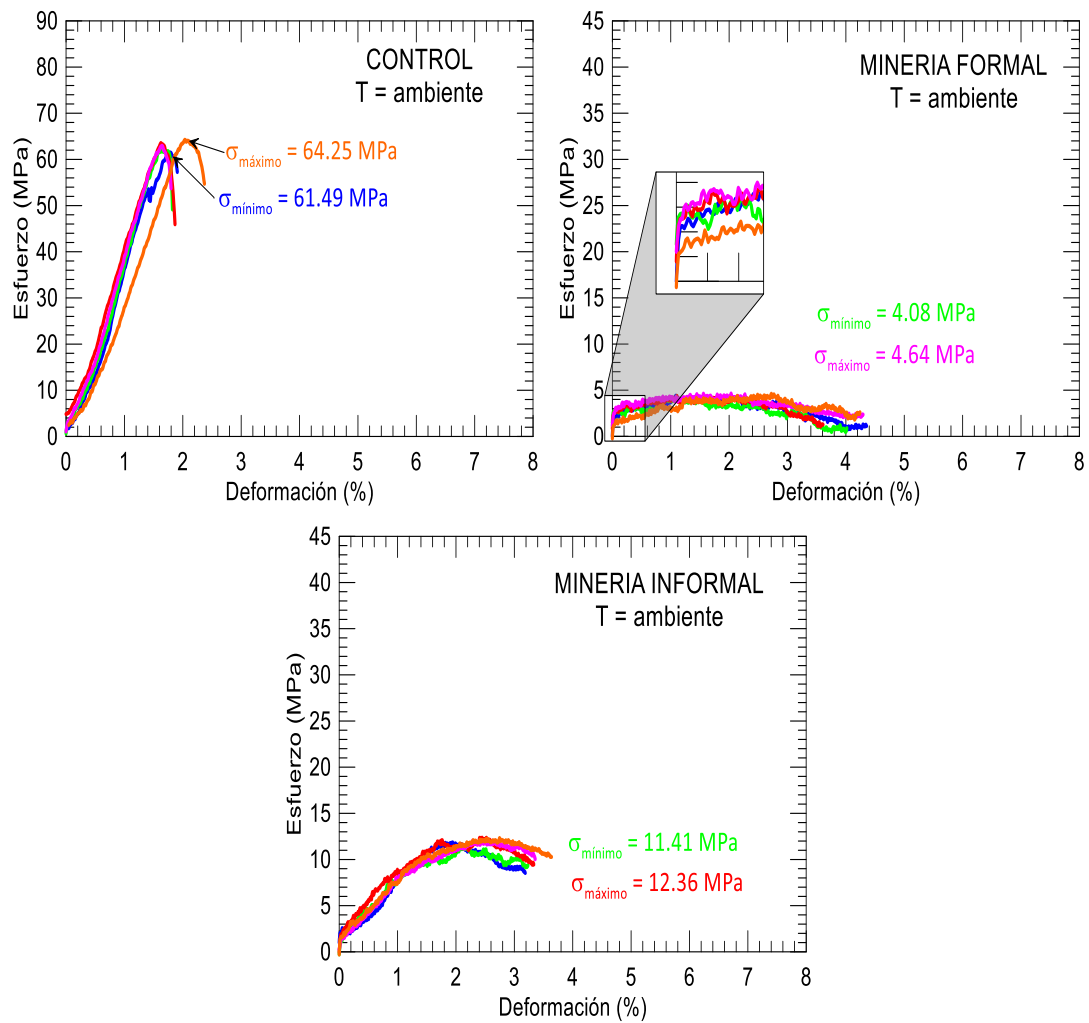 90
80
70
60
50
40
30
20
10
0
Esfuerzo (MPa)
CONTROL
T = ambiente
σmáximo = 64.25 MPa
σmínimo = 61.49 MPa
0 1 2 3 4 5 6 7 8
Deformación (%)
45
40
35
30
25
20
15
10
5
0
Esfuerzo (MPa)
MINERIA FORMAL
T = ambiente
σmínimo = 4.08 MPa
σmáximo = 4.64 MPa
0 1 2 3 4 5 6 7 8
Deformación (%)
45
40
35
30
25
20
15
10
5
0
Esfuerzo (MPa)
MINERIA INFORMAL
T = ambiente
σmínimo = 11.41 MPa
σmáximo = 12.36 MPa
0 1 2 3 4 5 6 7 8
Deformación (%)